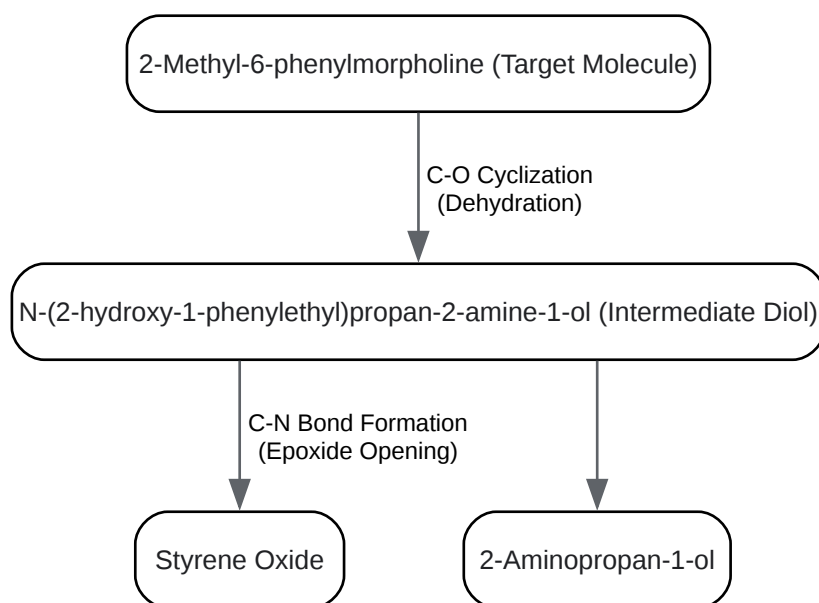 2-Methyl-6-phenylmorpholine (Target Molecule)
C-O Cyclization
(Dehydration)
N-(2-hydroxy-1-phenylethyl)propan-2-amine-1-ol (Intermediate Diol)
C-N Bond Formation
(Epoxide Opening)
Styrene Oxide
2-Aminopropan-1-ol